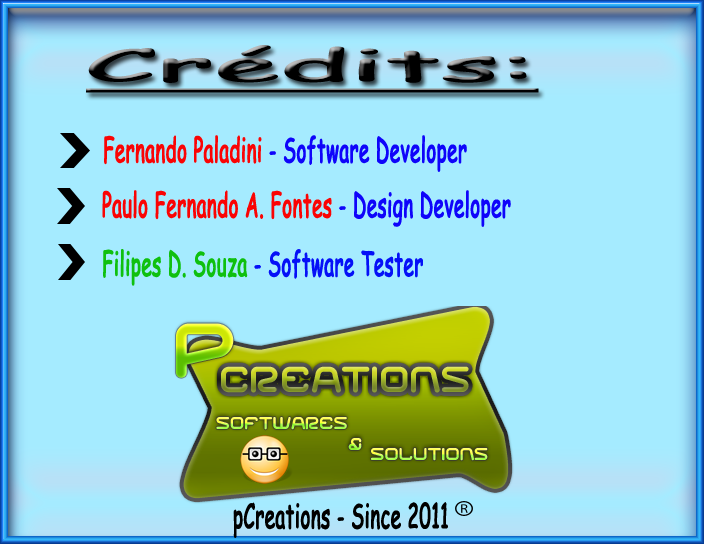 Crédits:
Fernando Paladini - Software Developer
Paulo Fernando A. Fontes - Design Developer
Filipes D. Souza - Software Tester
PCREATIONS
SOFTWARES
& SOLUTIONS
pCreations - Since 2011 ®